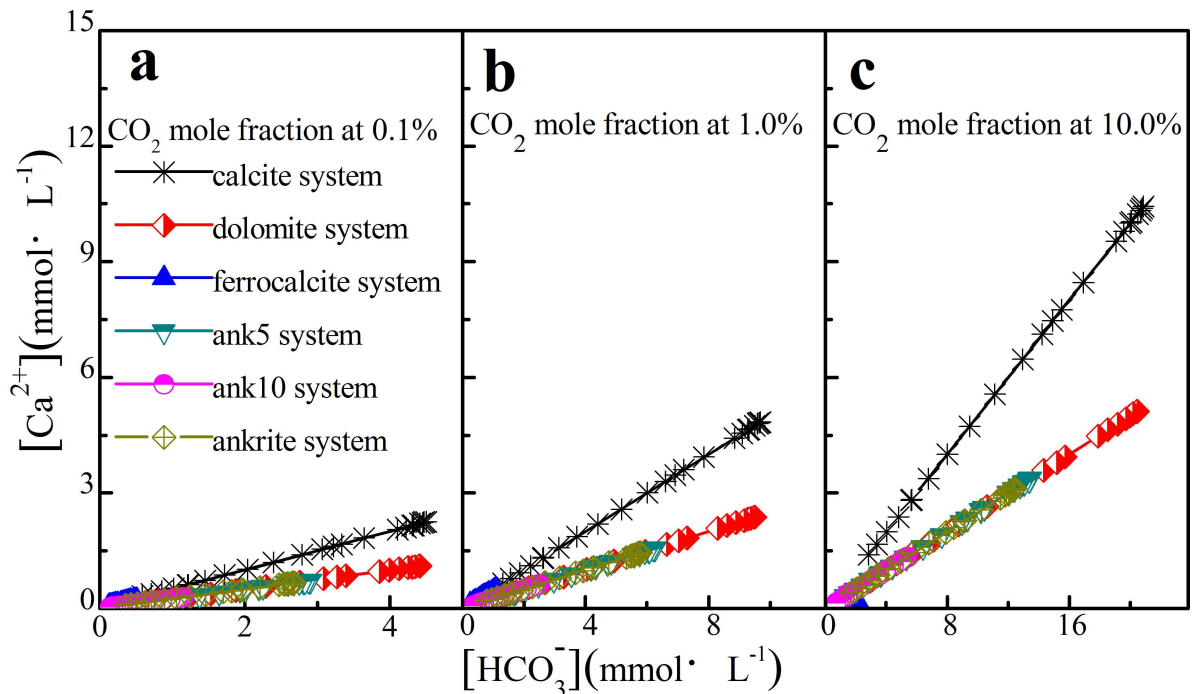 a
b
c
CO2 mole fraction at 0.1%
CO2 mole fraction at 1.0%
CO2 mole fraction at 10.0%
calcite system
dolomite system
ferrocalcite system
ank5 system
ank10 system
ankrite system
15
12
9
6
3
0
[Ca2+](mmol· L-1)
0 2 4
0 4 8
0 8 16
[HCO3-](mmol· L-1)